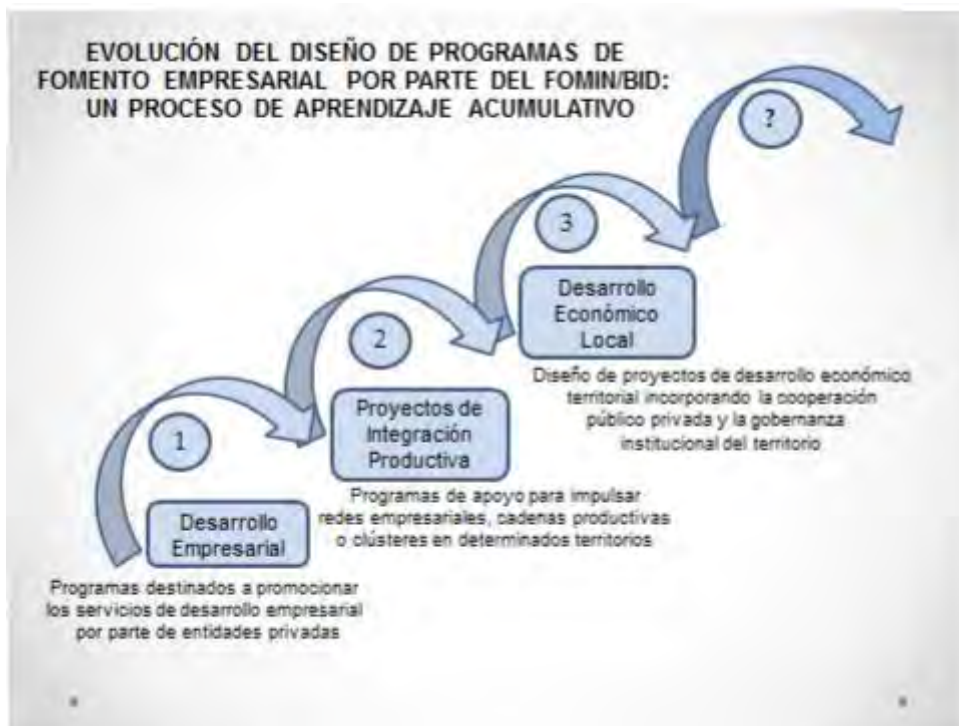 EVOLUCIÓN DEL DISEÑO DE PROGRAMAS DE
FOMENTO EMPRESARIAL POR PARTE DEL FOMIN/BID:
UN PROCESO DE APRENDIZAJE ACUMULATIVO
1
Desarrollo
Empresarial
Programas destinados a promocionar
los servicios de desarrollo empresarial
por parte de entidades privadas
2
Proyectos de
Integración
Productiva
Programas de apoyo para impulsar
redes empresariales, cadenas productivas
o clústeres en determinados territorios
3
Desarrollo
Económico
Local
Diseño de proyectos de desarrollo económico
territorial incorporando la cooperación
público privada y la gobernanza
institucional del territorio
?